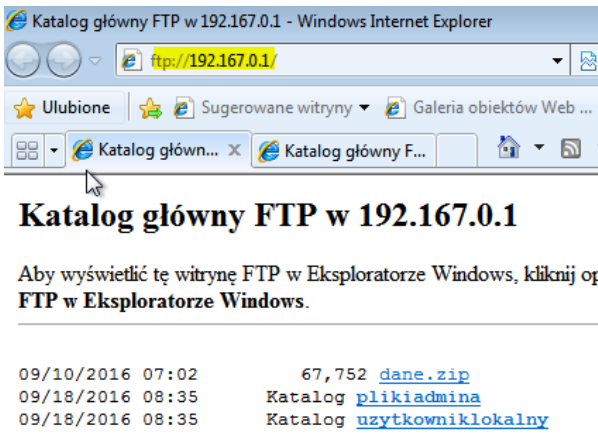 Katalog główny FTP w 192.167.0.1 - Windows Internet Explorer
ftp://192.167.0.1/
Ulubione Sugerowane witryny Galeria obiektów Web ...
Katalog główn... Katalog główny F...
Katalog główny FTP w 192.167.0.1
Aby wyświetlić tę witrynę FTP w Eksploratorze Windows, kliknij op
FTP w Eksploratorze Windows.
09/10/2016 07:02 67,752 dane.zip
09/18/2016 08:35 Katalog plikiadmina
09/18/2016 08:35 Katalog uzytkowniklokalny